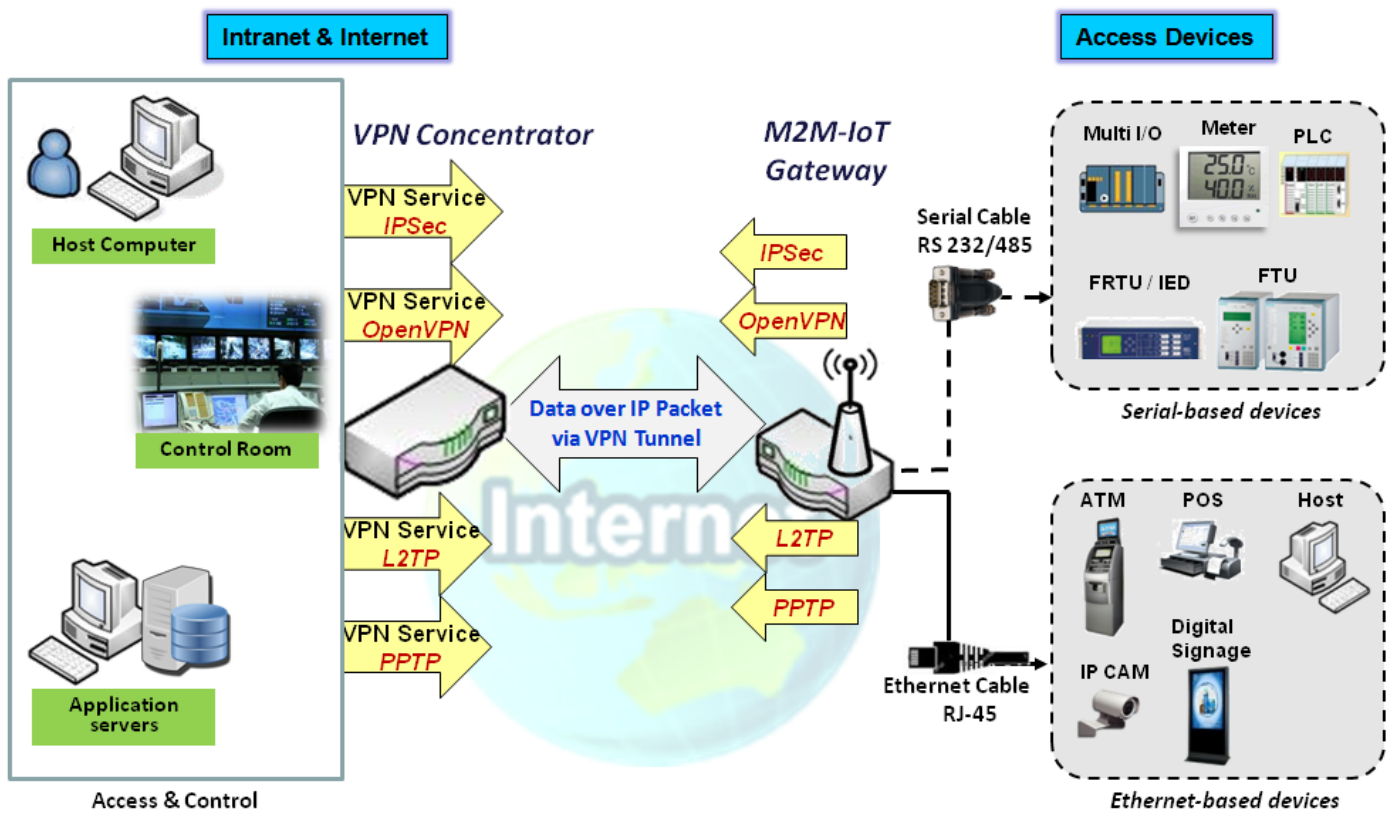 Intranet & Internet
Access Devices
VPN Concentrator
M2M-IoT
Gateway
Host Computer
Control Room
Application
servers
Access & Control
VPN Service
IPSec
VPN Service
OpenVPN
VPN Service
L2TP
VPN Service
PPTP
Data over IP Packet
via VPN Tunnel
Internet
IPSec
OpenVPN
L2TP
PPTP
Serial Cable
RS 232/485
Ethernet Cable
RJ-45
Multi I/O
Meter
PLC
25.0 °C
40.0 %
FRTU / IED
FTU
Serial-based devices
ATM
POS
Host
Digital
Signage
IP CAM
Ethernet-based devices